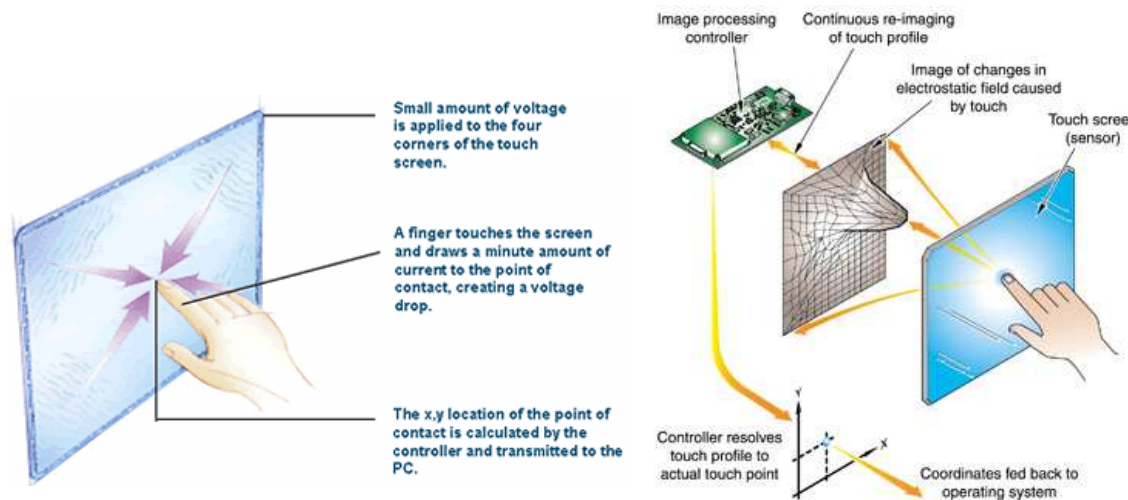 Small amount of voltage
is applied to the four
corners of the touch
screen.
A finger touches the screen
and draws a minute amount of
current to the point of
contact, creating a voltage
drop.
The x,y location of the point of
contact is calculated by the
controller and transmitted to the
PC.
Image processing
controller
Continuous re-imaging
of touch profile
Image of changes in
electrostatic field caused
by touch
Touch scree
(sensor)
Y
X
Controller resolves
touch profile to
actual touch point
Coordinates fed back to
operating system